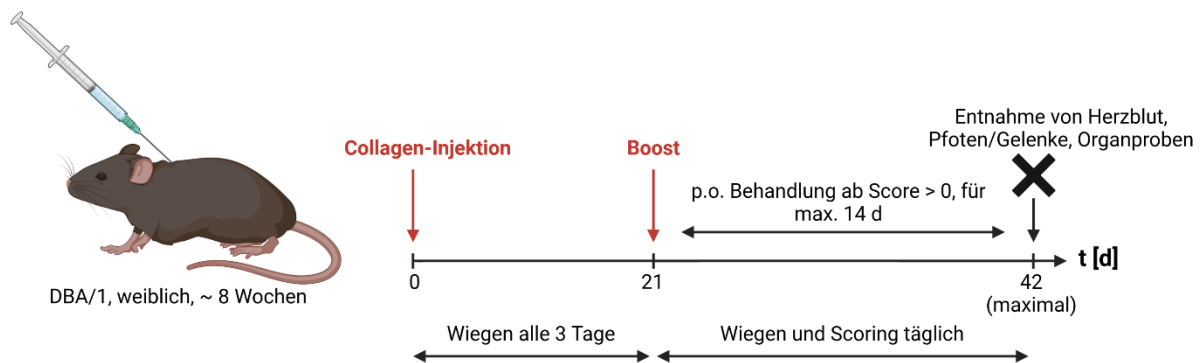 Entnahme von Herzblut,
Pfoten/Gelenke, Organproben
Collagen-Injektion
Boost
p.o. Behandlung ab Score > 0, für
max. 14 d
t [d]
0
21
42
(maximal)
DBA/1, weiblich, ~ 8 Wochen
Wiegen alle 3 Tage
Wiegen und Scoring täglich